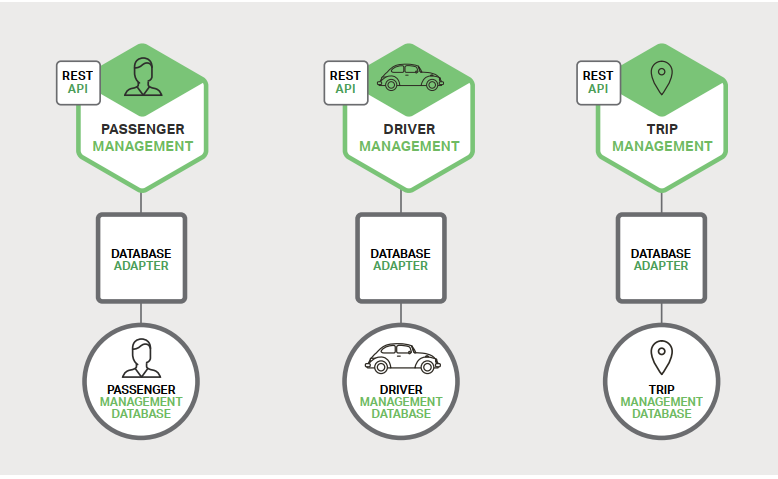 REST
API
PASSENGER
MANAGEMENT
REST
API
DRIVER
MANAGEMENT
REST
API
TRIP
MANAGEMENT
DATABASE
ADAPTER
DATABASE
ADAPTER
DATABASE
ADAPTER
PASSENGER
MANAGEMENT
DATABASE
DRIVER
MANAGEMENT
DATABASE
TRIP
MANAGEMENT
DATABASE